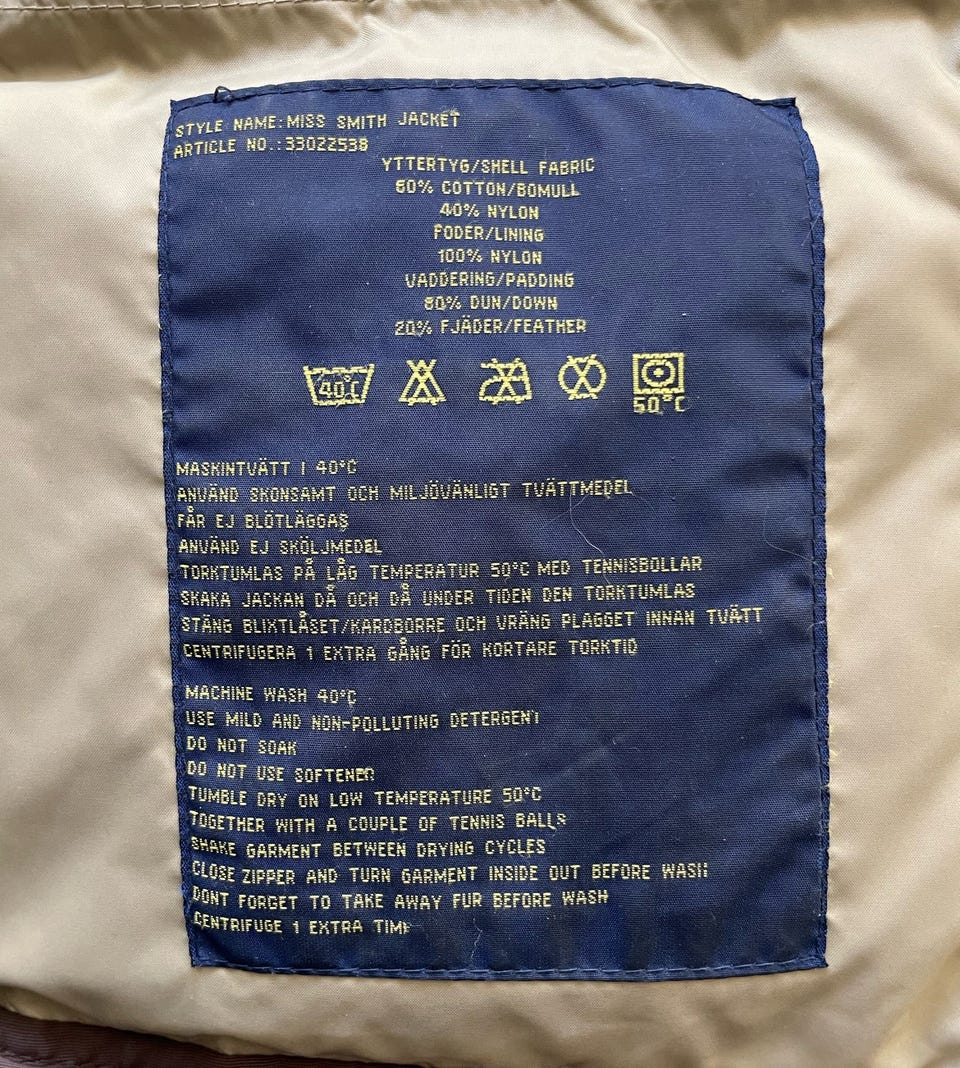 STYLE NAME:MISS SMITH JACKET
ARTICLE NO.:33022538
YTTERTYG/SHELL FABRIC
60% COTTON/BOMULL
40% NYLON
FODER/LINING
100% NYLON
VADDERING/PADDING
80% DUN/DOWN
20% FJÄDER/FEATHER
40°C
50°C
MASKINTVÄTT I 40°C
ANVÄND SKONSAMT OCH MILJÖVÄNLIGT TVÄTTMEDEL
FÅR EJ BLÖTLÄGGAS
ANVÄND EJ SKÖLJMEDEL
TORKTUMLAS PÅ LÅG TEMPERATUR 50°C MED TENNISBOLLAR
SKAKA JACKAN DÅ OCH DÅ UNDER TIDEN DEN TORKTUMLAS
STÄNG BLIXTLÅSET/KARDBORRE OCH VRÄNG PLAGGET INNAN TVÄTT
CENTRIFUGERA 1 EXTRA GÅNG FÖR KORTARE TORKTID
MACHINE WASH 40°C
USE MILD AND NON-POLLUTING DETERGENT
DO NOT SOAK
DO NOT USE SOFTENER
TUMBLE DRY ON LOW TEMPERATURE 50°C
TOGETHER WITH A COUPLE OF TENNIS BALLS
SHAKE GARMENT BETWEEN DRYING CYCLES
CLOSE ZIPPER AND TURN GARMENT INSIDE OUT BEFORE WASH
DONT FORGET TO TAKE AWAY FUR BEFORE WASH
CENTRIFUGE 1 EXTRA TIME